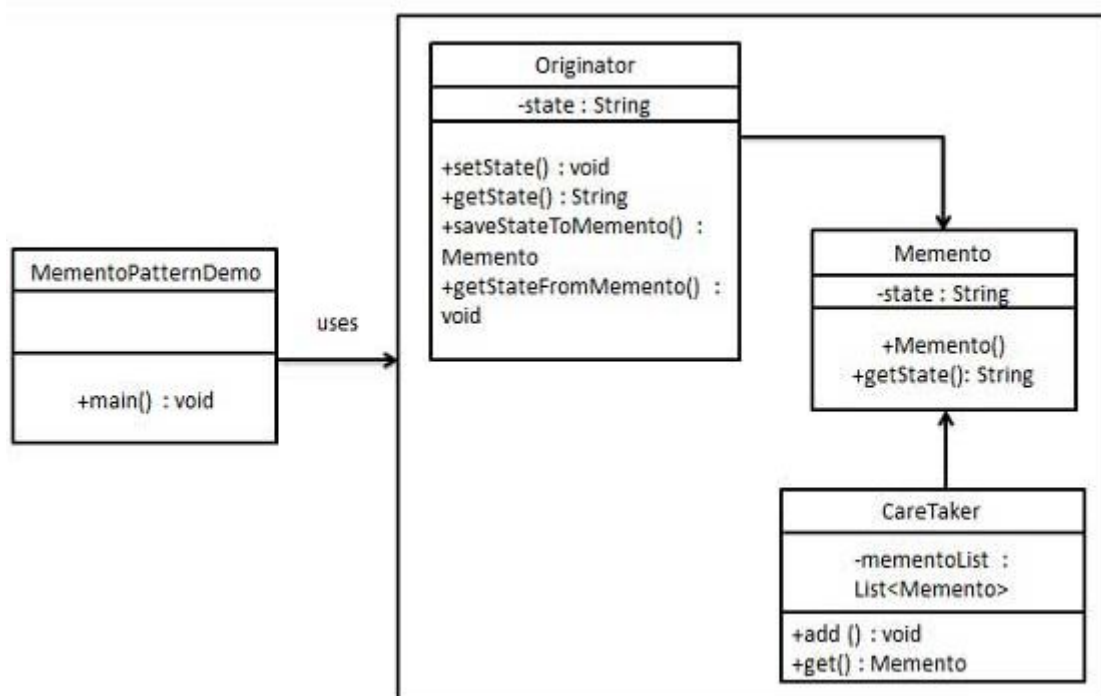 Originator
-state : String
+setState() : void
+getState() : String
+saveStateToMemento() :
Memento
+getStateFromMemento() :
void
MementoPatternDemo
+main() : void
uses
Memento
-state : String
+Memento()
+getState(): String
CareTaker
-mementoList :
List<Memento>
+add () : void
+get() : Memento